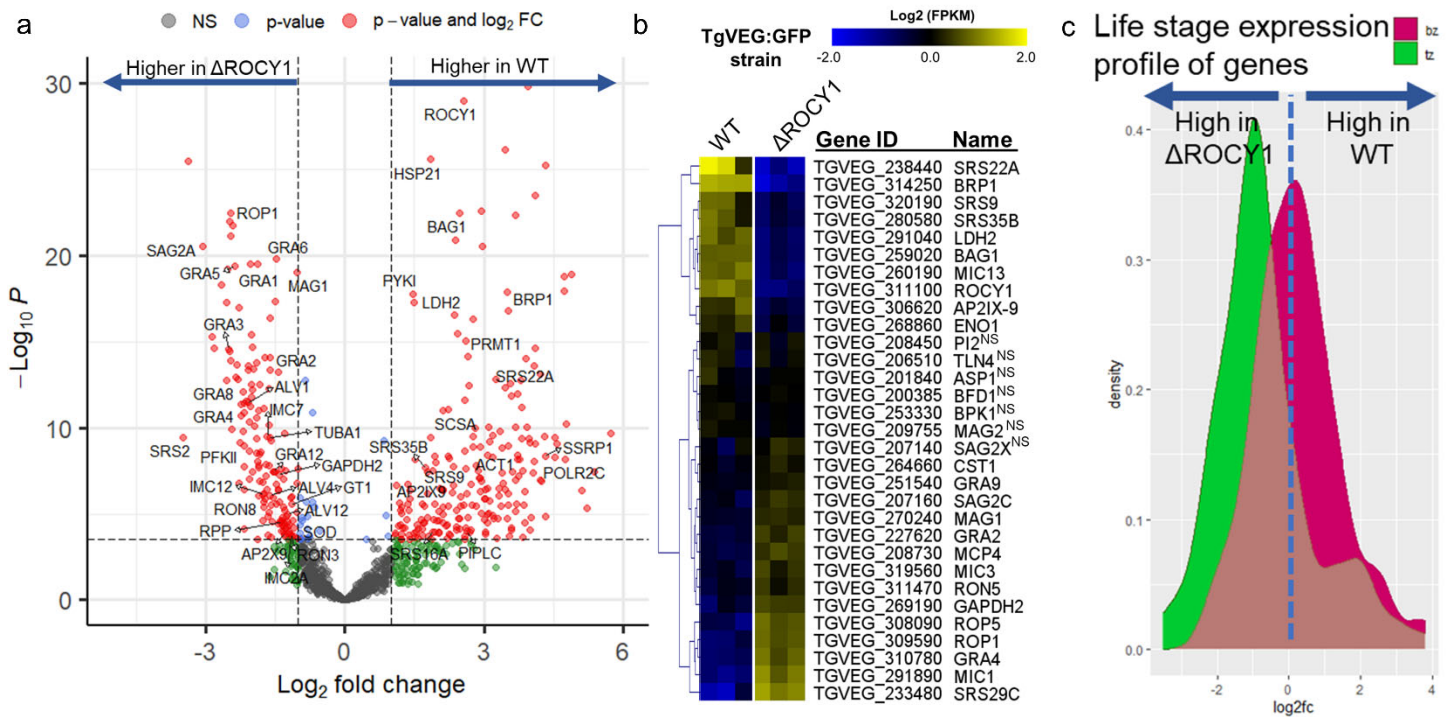 a
NS p-value p – value and log2 FC
Higher in ΔROCY1
Higher in WT
−Log10 P
30
20
10
0
-3
0
3
6
Log2 fold change
ROCY1
HSP21
ROP1
BAG1
SAG2A
GRA6
GRA5
GRA1
MAG1
PYKI
LDH2
BRP1
GRA3
PRMT1
GRA2
SRS22A
ALV1
GRA8
IMC7
GRA4
SCSA
TUBA1
SRS2
SRS35B
SSRP1
PFKII
GRA12
GAPDH2
ACT1
POLR2C
SRS9
IMC12
ALV4
GT1
AP2IX9
RON8
ALV12
RPP
SOD
AP2X9
RON3
SRS16A
PIPLC
IMC2A
b
TgVEG:GFP
strain
Log2 (FPKM)
-2.0
0.0
2.0
WT
ΔROCY1
Gene ID Name
TGVEG_238440 SRS22A
TGVEG_314250 BRP1
TGVEG_320190 SRS9
TGVEG_280580 SRS35B
TGVEG_291040 LDH2
TGVEG_259020 BAG1
TGVEG_260190 MIC13
TGVEG_311100 ROCY1
TGVEG_306620 AP2IX-9
TGVEG_268860 ENO1
TGVEG_208450 PI2NS
TGVEG_206510 TLN4NS
TGVEG_201840 ASP1NS
TGVEG_200385 BFD1NS
TGVEG_253330 BPK1NS
TGVEG_209755 MAG2NS
TGVEG_207140 SAG2XNS
TGVEG_264660 CST1
TGVEG_251540 GRA9
TGVEG_207160 SAG2C
TGVEG_270240 MAG1
TGVEG_227620 GRA2
TGVEG_208730 MCP4
TGVEG_319560 MIC3
TGVEG_311470 RON5
TGVEG_269190 GAPDH2
TGVEG_308090 ROP5
TGVEG_309590 ROP1
TGVEG_310780 GRA4
TGVEG_291890 MIC1
TGVEG_233480 SRS29C
c
Life stage expression
profile of genes
bz
tz
High in
ΔROCY1
High in
WT
density
0.4
0.3
0.2
0.1
0.0
-2
0
2
4
log2fc